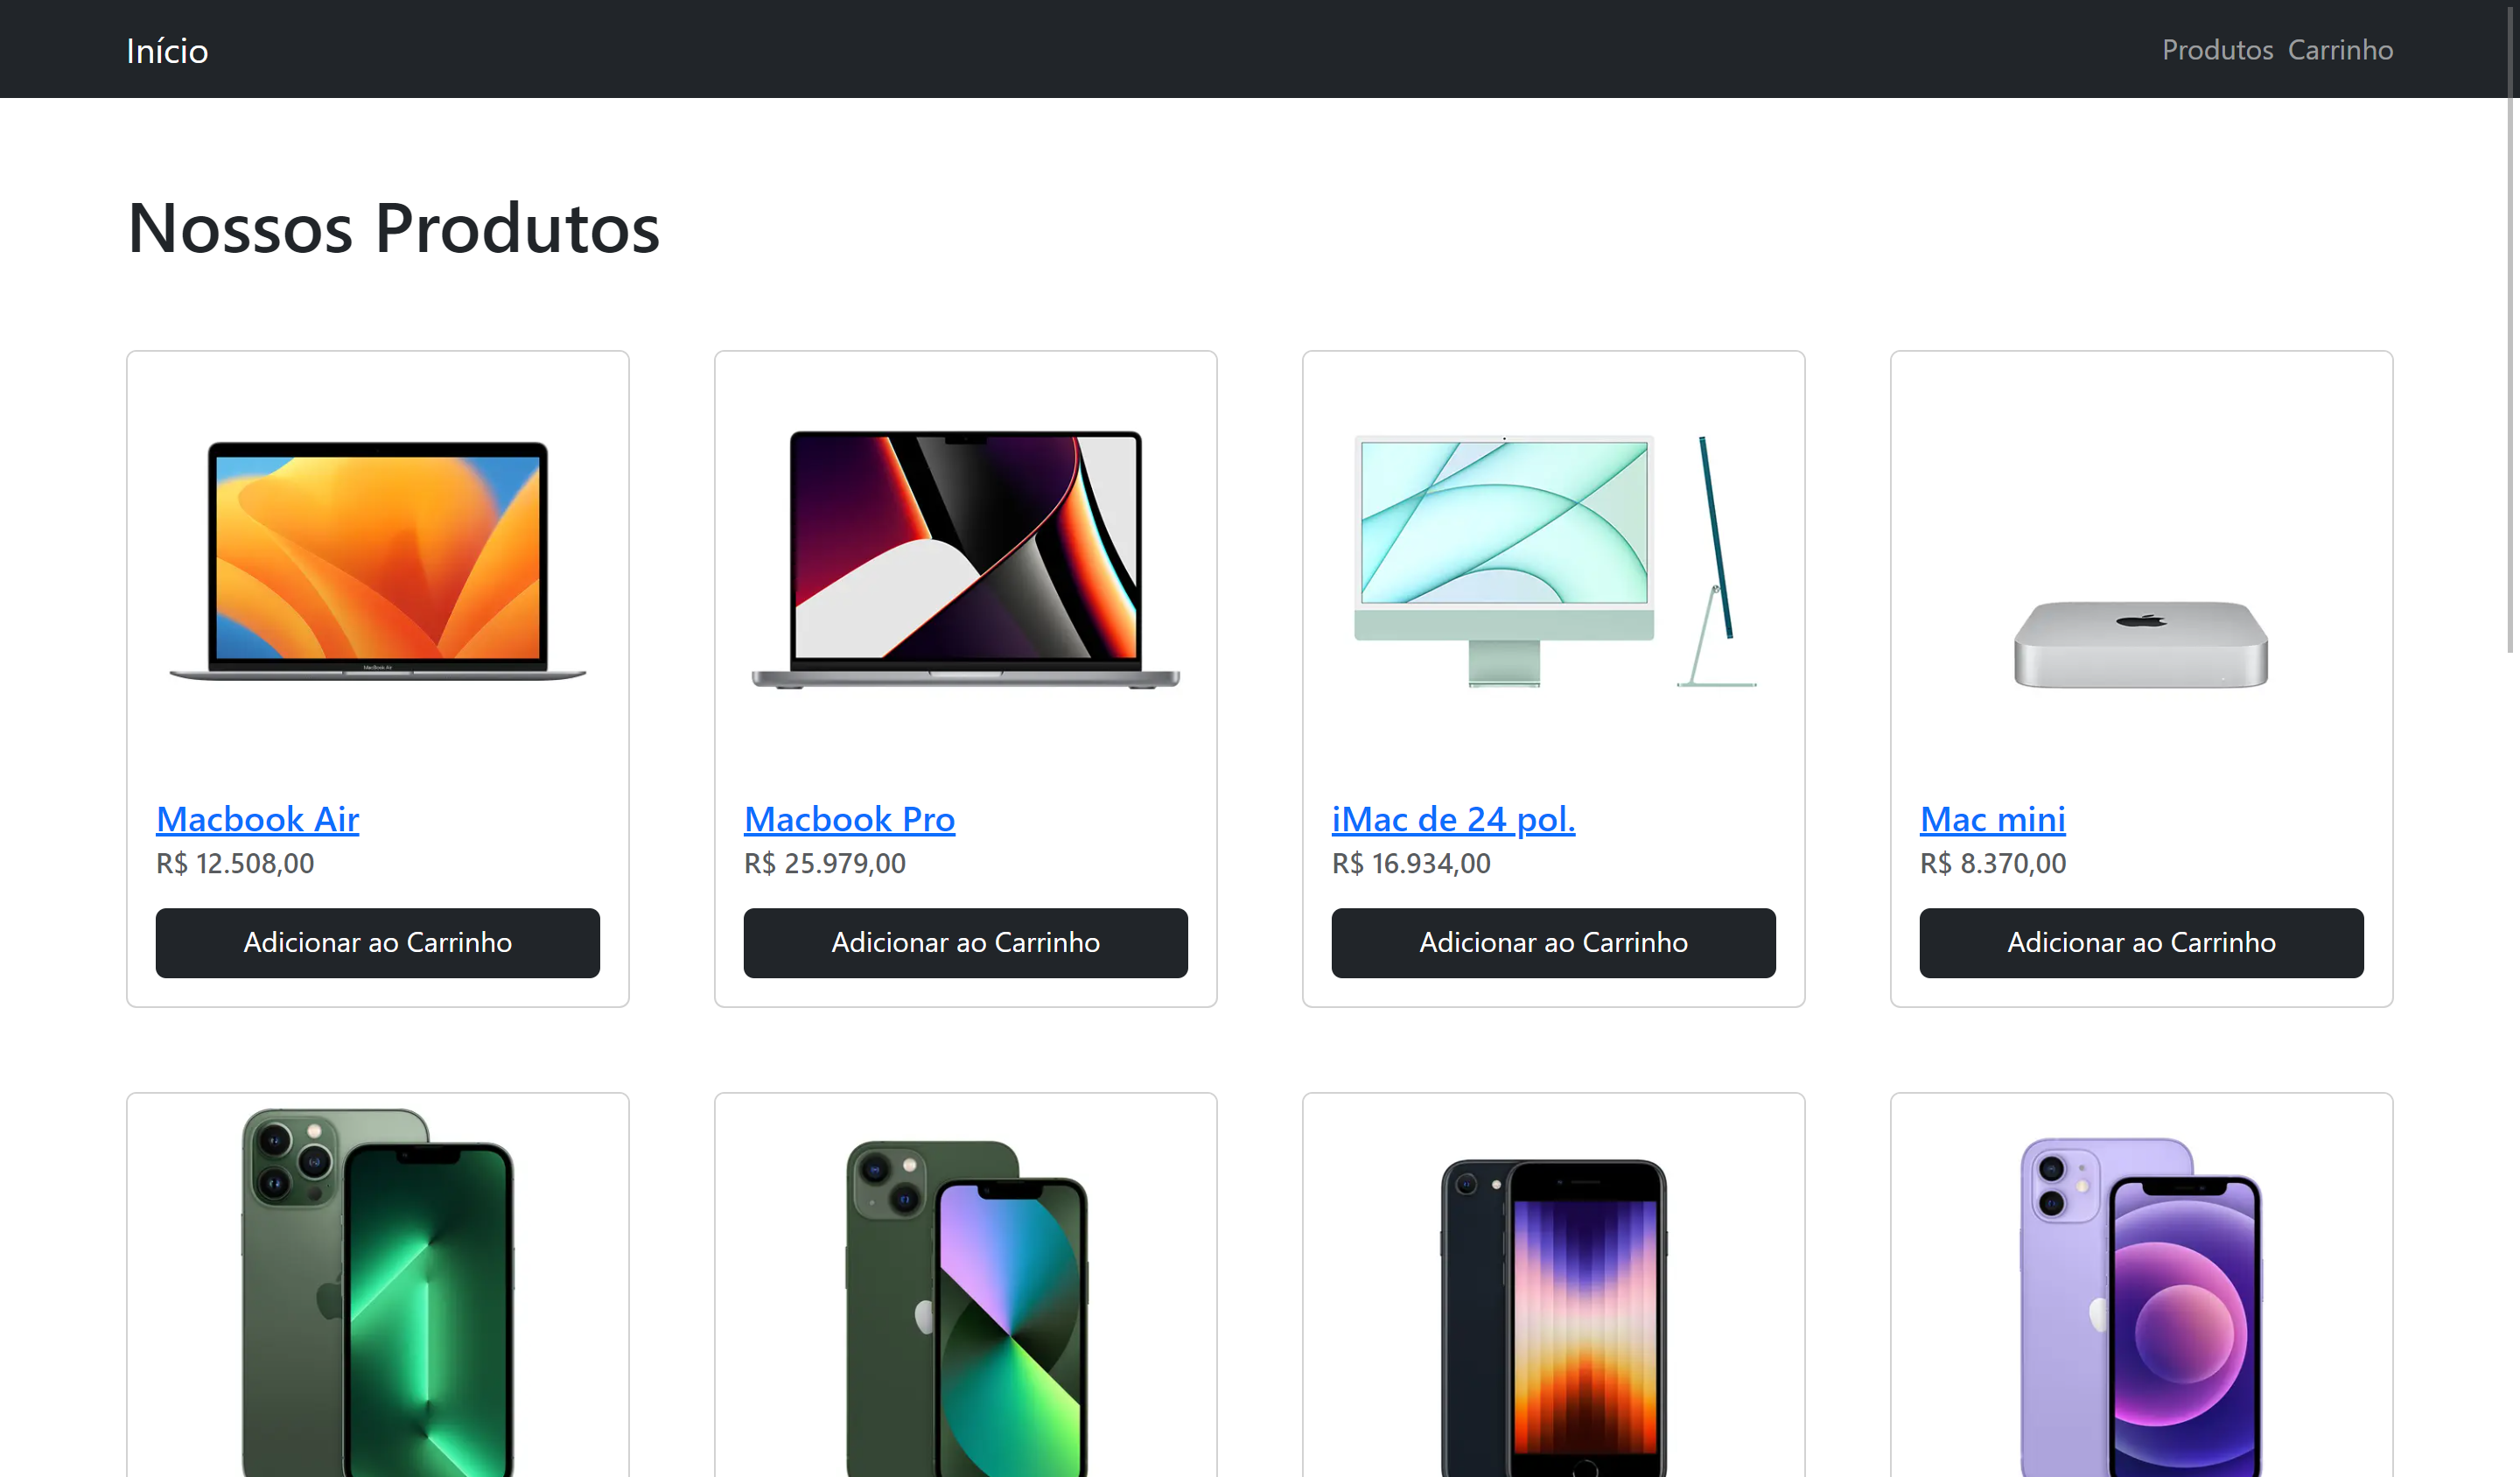 Início
Produtos Carrinho
Nossos Produtos
MacBook Air
Macbook Air
R$ 12.508,00
Adicionar ao Carrinho
Macbook Pro
R$ 25.979,00
Adicionar ao Carrinho
iMac de 24 pol.
R$ 16.934,00
Adicionar ao Carrinho
Mac mini
R$ 8.370,00
Adicionar ao Carrinho